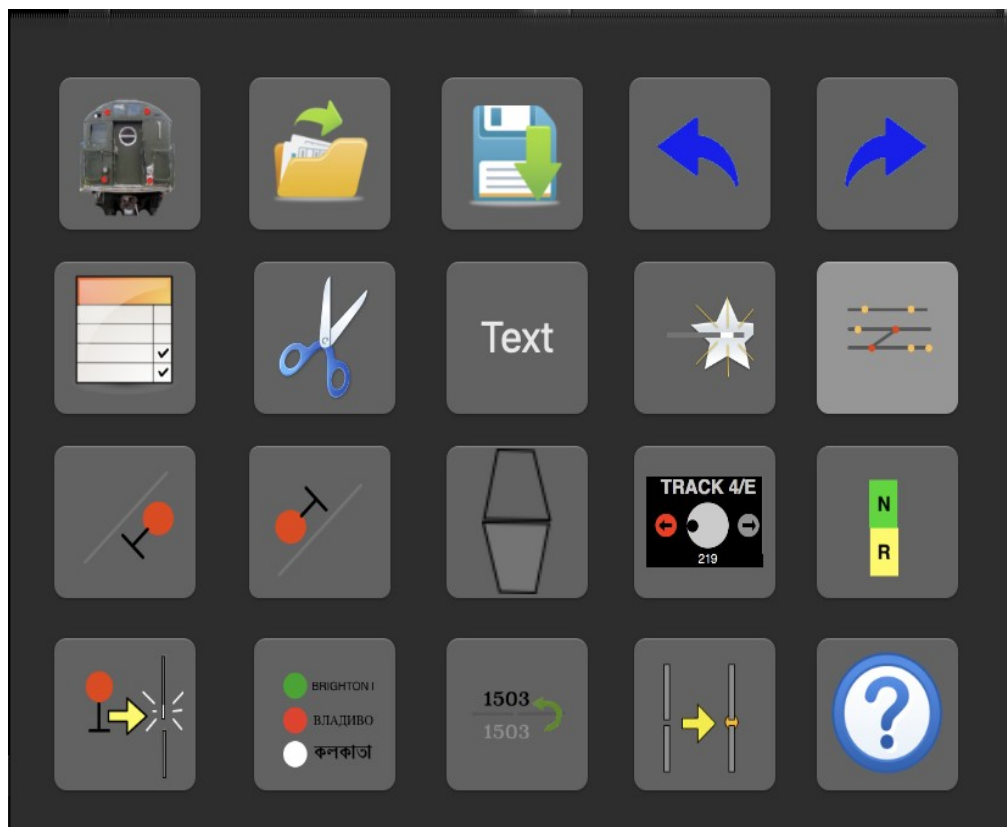 Text
TRACK 4/E
219
N
R
BRIGHTON I
ВЛАДИВО
কলকাতা
1503
1503